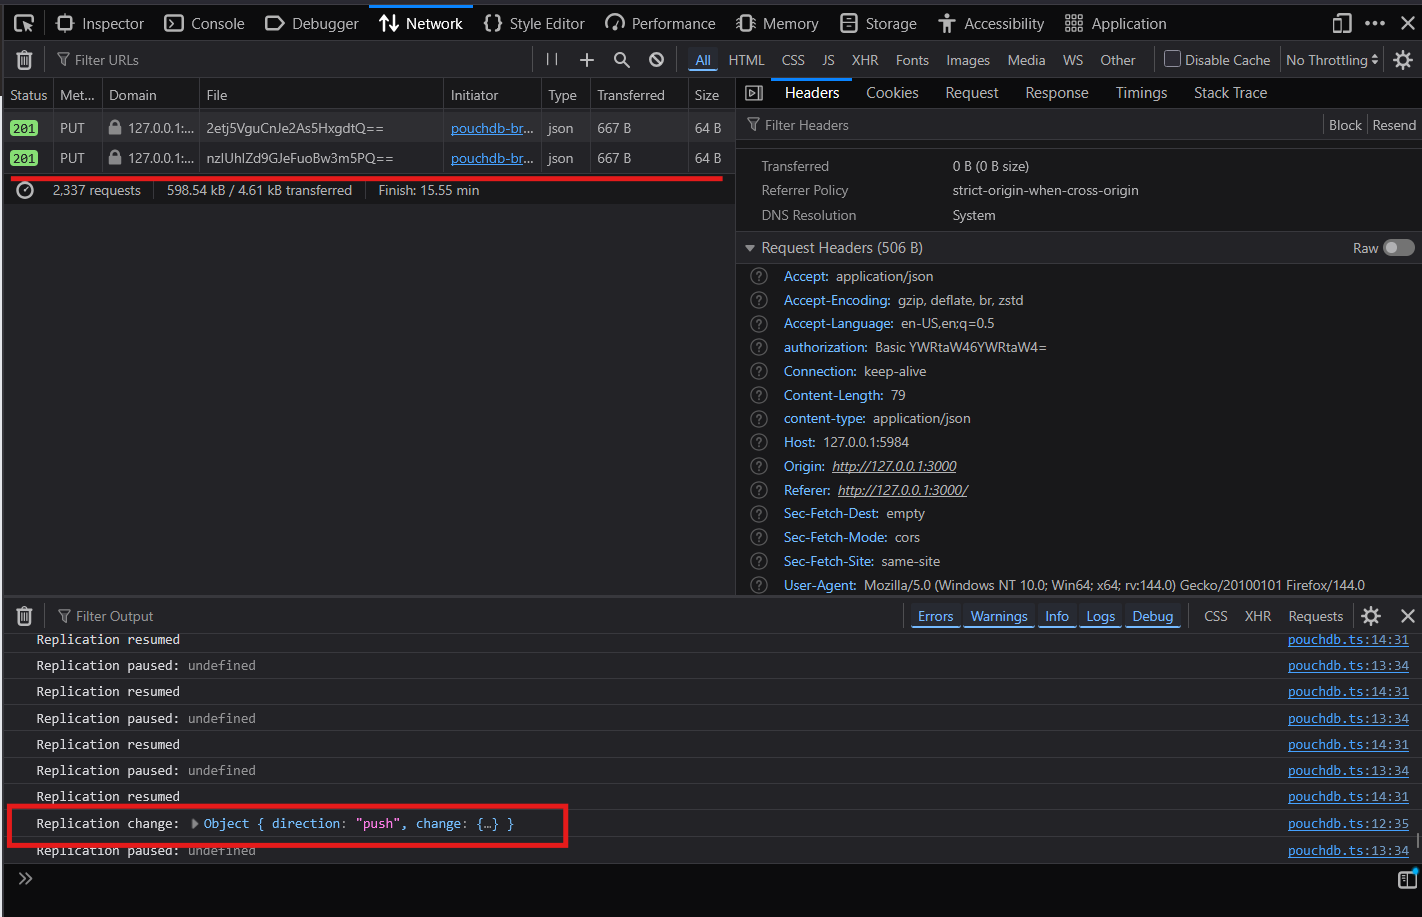 Inspector Console Debugger Network Style Editor Performance Memory Storage Accessibility Application
Filter URLs All HTML CSS JS XHR Fonts Images Media WS Other Disable Cache No Throttling
Status Met... Domain File Initiator Type Transferred Size
201 PUT 127.0.0.1:... 2etj5VguCnJe2As5HxgdtQ== pouchdb-br... json 667 B 64 B
201 PUT 127.0.0.1:... nzIUhlZd9GJeFuoBw3m5PQ== pouchdb-br... json 667 B 64 B
2,337 requests 598.54 kB / 4.61 kB transferred Finish: 15.55 min
Headers Cookies Request Response Timings Stack Trace
Filter Headers Block Resend
Transferred 0 B (0 B size)
Referrer Policy strict-origin-when-cross-origin
DNS Resolution System
Request Headers (506 B) Raw
Accept: application/json
Accept-Encoding: gzip, deflate, br, zstd
Accept-Language: en-US,en;q=0.5
authorization: Basic YWRtaW46YWRtaW4=
Connection: keep-alive
Content-Length: 79
content-type: application/json
Host: 127.0.0.1:5984
Origin: http://127.0.0.1:3000
Referer: http://127.0.0.1:3000/
Sec-Fetch-Dest: empty
Sec-Fetch-Mode: cors
Sec-Fetch-Site: same-site
User-Agent: Mozilla/5.0 (Windows NT 10.0; Win64; x64; rv:144.0) Gecko/20100101 Firefox/144.0
Filter Output Errors Warnings Info Logs Debug CSS XHR Requests
Replication resumed pouchdb.ts:14:31
Replication paused: undefined pouchdb.ts:13:34
Replication resumed pouchdb.ts:14:31
Replication paused: undefined pouchdb.ts:13:34
Replication resumed pouchdb.ts:14:31
Replication paused: undefined pouchdb.ts:13:34
Replication resumed pouchdb.ts:14:31
Replication change: Object { direction: "push", change: {…} } pouchdb.ts:12:35
Replication paused: undefined pouchdb.ts:13:34